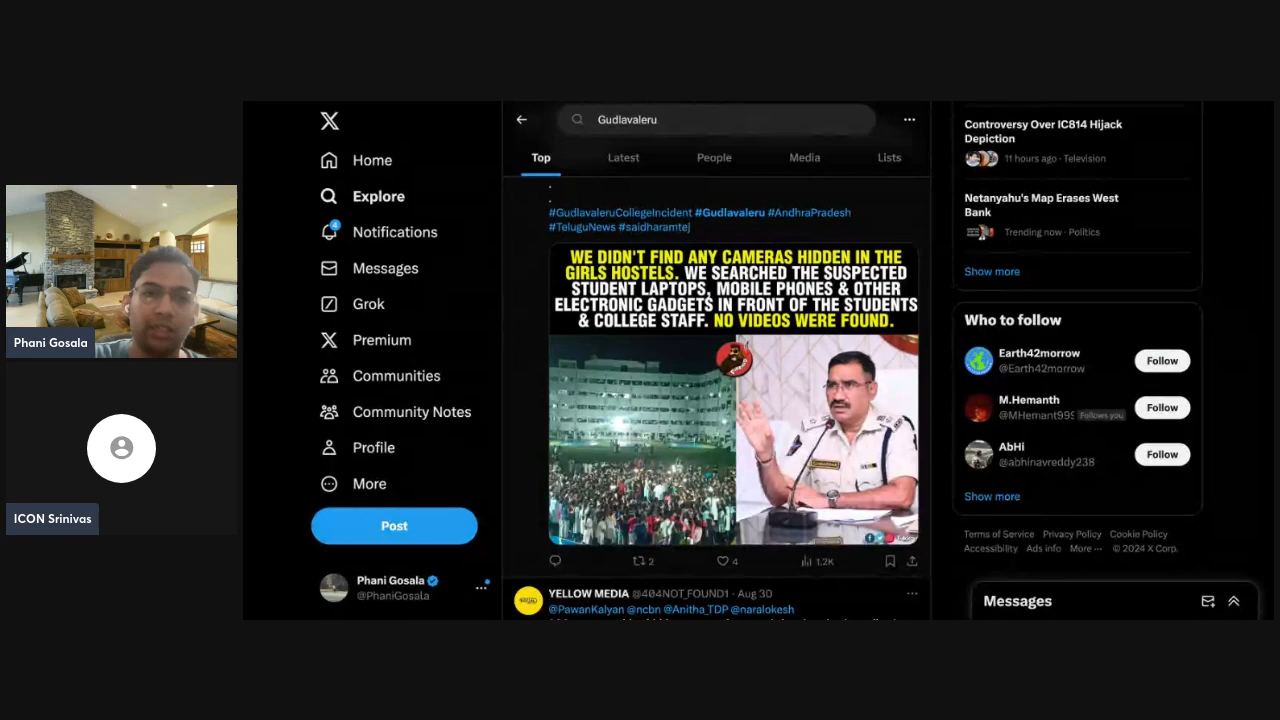 Phani Gosala
ICON Srinivas
Home
Explore
4
Notifications
Messages
Grok
Premium
Communities
Community Notes
Profile
More
Post
Phani Gosala
@PhaniGosala
Gudlavaleru
Top
Latest
People
Media
Lists
.
.
#GudlavaleruCollegeIncident #Gudlavaleru #AndhraPradesh
#TeluguNews #saidharamtej
WE DIDN'T FIND ANY CAMERAS HIDDEN IN THE
GIRLS HOSTELS. WE SEARCHED THE SUSPECTED
STUDENT LAPTOPS, MOBILE PHONES & OTHER
ELECTRONIC GADGETS IN FRONT OF THE STUDENTS
& COLLEGE STAFF. NO VIDEOS WERE FOUND.
2
4
1.2K
YELLOW MEDIA @404NOT_FOUND1 · Aug 30
@PawanKalyan @ncbn @Anitha_TDP @naralokesh
Controversy Over IC814 Hijack
Depiction
11 hours ago · Television
Netanyahu's Map Erases West
Bank
Trending now · Politics
Show more
Who to follow
Earth42morrow
@Earth42morrow
Follow
M.Hemanth
@MHemant99 Follows you
Follow
AbHi
@abhinavreddy238
Follow
Show more
Terms of Service Privacy Policy Cookie Policy
Accessibility Ads info More ··· © 2024 X Corp.
Messages